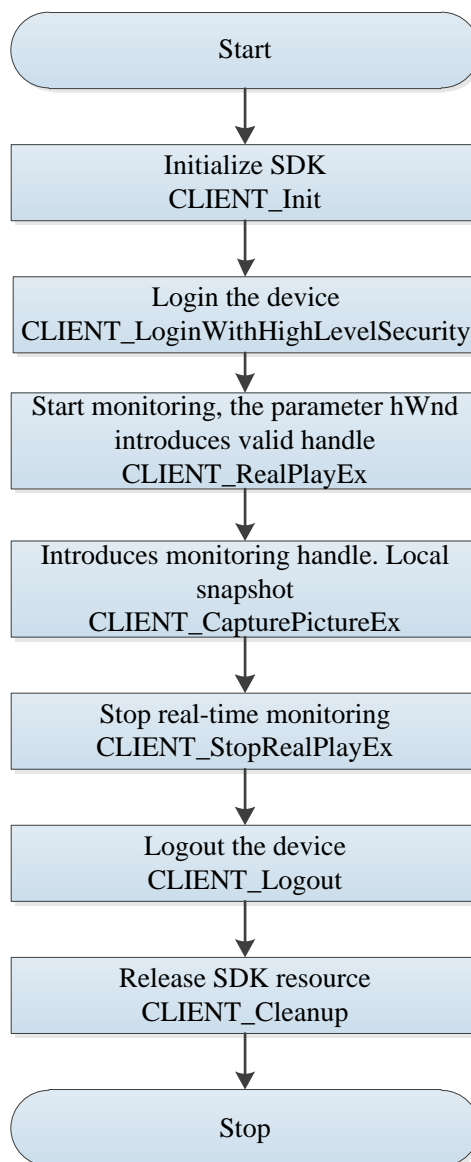 Start
Initialize SDK
CLIENT_Init
Login the device
CLIENT_LoginWithHighLevelSecurity
Start monitoring, the parameter hWnd
introduces valid handle
CLIENT_RealPlayEx
Introduces monitoring handle. Local
snapshot
CLIENT_CapturePictureEx
Stop real-time monitoring
CLIENT_StopRealPlayEx
Logout the device
CLIENT_Logout
Release SDK resource
CLIENT_Cleanup
Stop